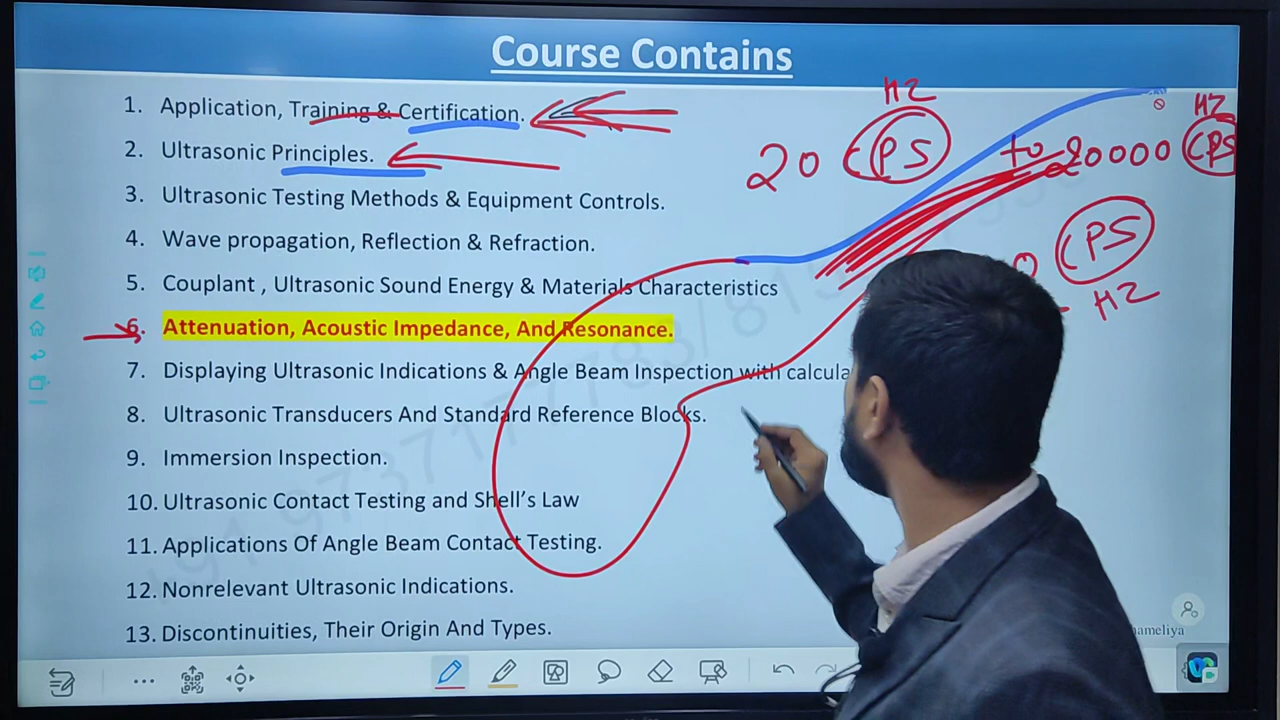 Course Contains
1. Application, Training & Certification.
2. Ultrasonic Principles.
3. Ultrasonic Testing Methods & Equipment Controls.
4. Wave propagation, Reflection & Refraction.
5. Couplant , Ultrasonic Sound Energy & Materials Characteristics
6. Attenuation, Acoustic Impedance, And Resonance.
7. Displaying Ultrasonic Indications & Angle Beam Inspection with calcula
8. Ultrasonic Transducers And Standard Reference Blocks.
9. Immersion Inspection.
10. Ultrasonic Contact Testing and Shell's Law
11. Applications Of Angle Beam Contact Testing.
12. Nonrelevant Ultrasonic Indications.
13. Discontinuities, Their Origin And Types.
HZ HZ
20 CPS to 20000 CPS
0 CPS
HZ
hameliya